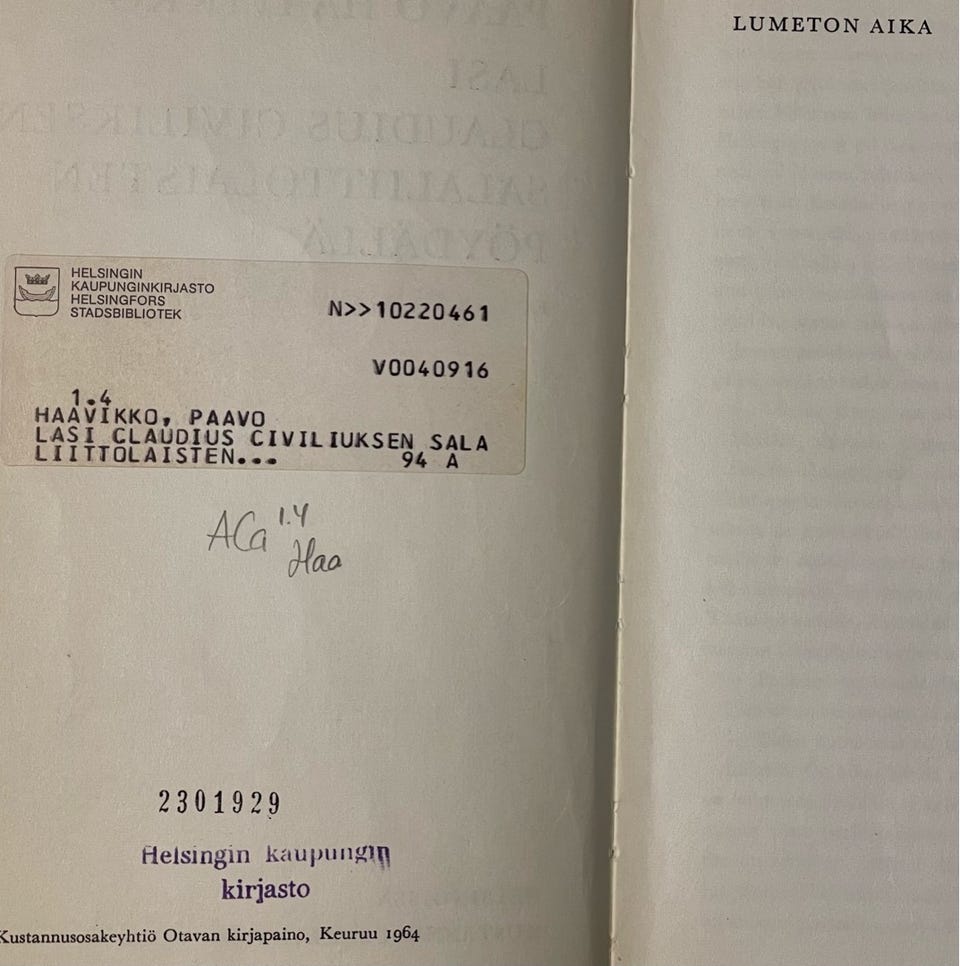 LASI
CLAUDIUS CIVILIKSEN
SALALIITTOLAISTEN
PÖYDÄLLÄ
HELSINGIN
KAUPUNGINKIRJASTO
HELSINGFORS
STADSBIBLIOTEK
N>>10220461
V0040916
1.4
HAAVIKKO, PAAVO
LASI CLAUDIUS CIVILIUKSEN SALA
LIITTOLAISTEN... 94 A
ACa 1.4
Haa
2301929
Helsingin kaupungin
kirjasto
Kustannusosakeyhtiö Otavan kirjapaino, Keuruu 1964
LUMETON AIKA